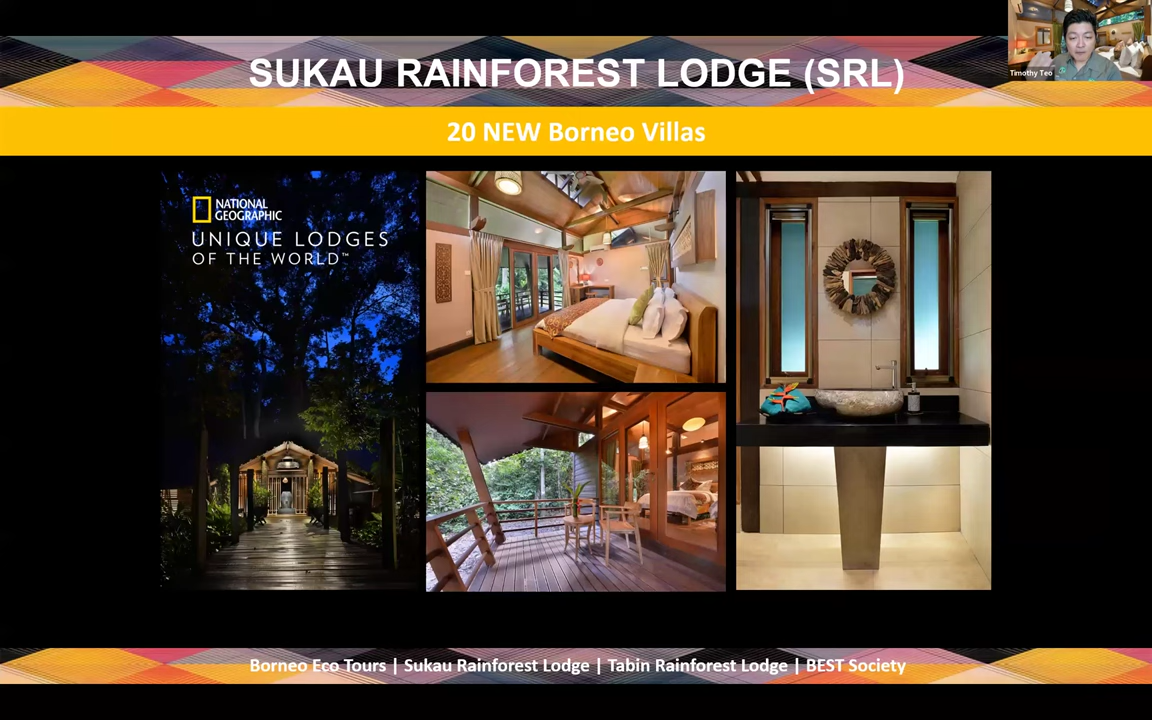 SUKAU RAINFOREST LODGE (SRL)
Timothy Teo
20 NEW Borneo Villas
NATIONAL
GEOGRAPHIC
UNIQUE LODGES
OF THE WORLD™
Borneo Eco Tours | Sukau Rainforest Lodge | Tabin Rainforest Lodge | BEST Society